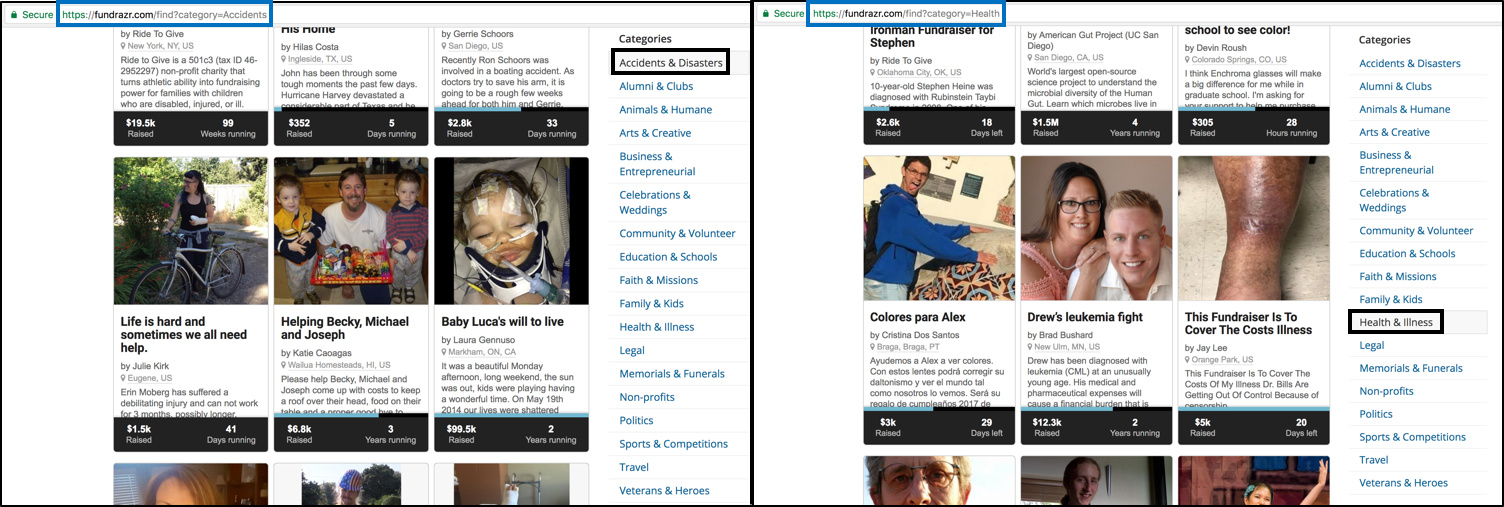 Secure https://fundrazr.com/find?category=Accidents
His Home
by Ride To Give
New York, NY, US
Ride to Give is a 501c3 (tax ID 46-
2952297) non-profit charity that
turns athletic ability into fundraising
power for families with children
who are disabled, injured, or ill.
$19.5k 99
Raised Weeks running
by Hilas Costa
Ingleside, TX, US
John has been through some
tough moments the past few days.
Hurricane Harvey devastated a
considerable part of Texas and he
$352 5
Raised Days running
by Gerrie Schoors
San Diego, US
Recently Ron Schoors was
involved in a boating accident. As
doctors try to save his arm, it is
going to be a rough few weeks
ahead for both him and Gerrie.
$2.8k 33
Raised Days running
Life is hard and
sometimes we all need
help.
by Julie Kirk
Eugene, US
Erin Moberg has suffered a
debilitating injury and can not work
for 3 months, possibly longer.
$1.5k 41
Raised Days running
Helping Becky, Michael
and Joseph
by Katie Caoagas
Wailua Homesteads, HI, US
Please help Becky, Michael and
Joseph come up with costs to keep
a roof over their head, food on their
table and a proper good bye to
$6.8k 3
Raised Years running
Baby Luca's will to live
by Laura Gennuso
Markham, ON, CA
It was a beautiful Monday
afternoon, long weekend, the sun
was out, kids were playing having
a wonderful time. On May 19th
2014 our lives were shattered
$99.5k 2
Raised Years running
Categories
Accidents & Disasters
Alumni & Clubs
Animals & Humane
Arts & Creative
Business &
Entrepreneurial
Celebrations &
Weddings
Community & Volunteer
Education & Schools
Faith & Missions
Family & Kids
Health & Illness
Legal
Memorials & Funerals
Non-profits
Politics
Sports & Competitions
Travel
Veterans & Heroes
Secure https://fundrazr.com/find?category=Health
Ironman Fundraiser for
Stephen
by Ride To Give
Oklahoma City, OK, US
10-year-old Stephen Heine was
diagnosed with Rubinstein Taybi
$2.6k 18
Raised Days left
by American Gut Project (UC San
Diego)
San Diego, CA, US
World's largest open-source
science project to understand the
microbial diversity of the Human
Gut. Learn which microbes live in
$1.5M 4
Raised Years running
school to see color!
by Devin Roush
Colorado Springs, CO, US
I think Enchroma glasses will make
a big difference for me while in
graduate school. I'm asking for
your support to help me purchase
$305 28
Raised Hours running
Colores para Alex
by Cristina Dos Santos
Braga, Braga, PT
Ayudemos a Alex a ver colores.
Con estos lentes podrá corregir su
daltonismo y ver el mundo tal
como nosotros lo vemos. Será su
regalo de cumpleaños 2017 de
$3k 29
Raised Days left
Drew's leukemia fight
by Brad Bushard
New Ulm, MN, US
Drew has been diagnosed with
leukemia (CML) at an unusually
young age. His medical and
pharmaceutical expenses will
cause a financial burden that is
$12.3k 2
Raised Years running
This Fundraiser Is To
Cover The Costs Illness
by Jay Lee
Orange Park, US
This Fundraiser Is To Cover The
Costs Of My Illness Dr. Bills Are
Getting Out Of Control Because of
censorship
$5k 20
Raised Days left
Categories
Accidents & Disasters
Alumni & Clubs
Animals & Humane
Arts & Creative
Business &
Entrepreneurial
Celebrations &
Weddings
Community & Volunteer
Education & Schools
Faith & Missions
Family & Kids
Health & Illness
Legal
Memorials & Funerals
Non-profits
Politics
Sports & Competitions
Travel
Veterans & Heroes